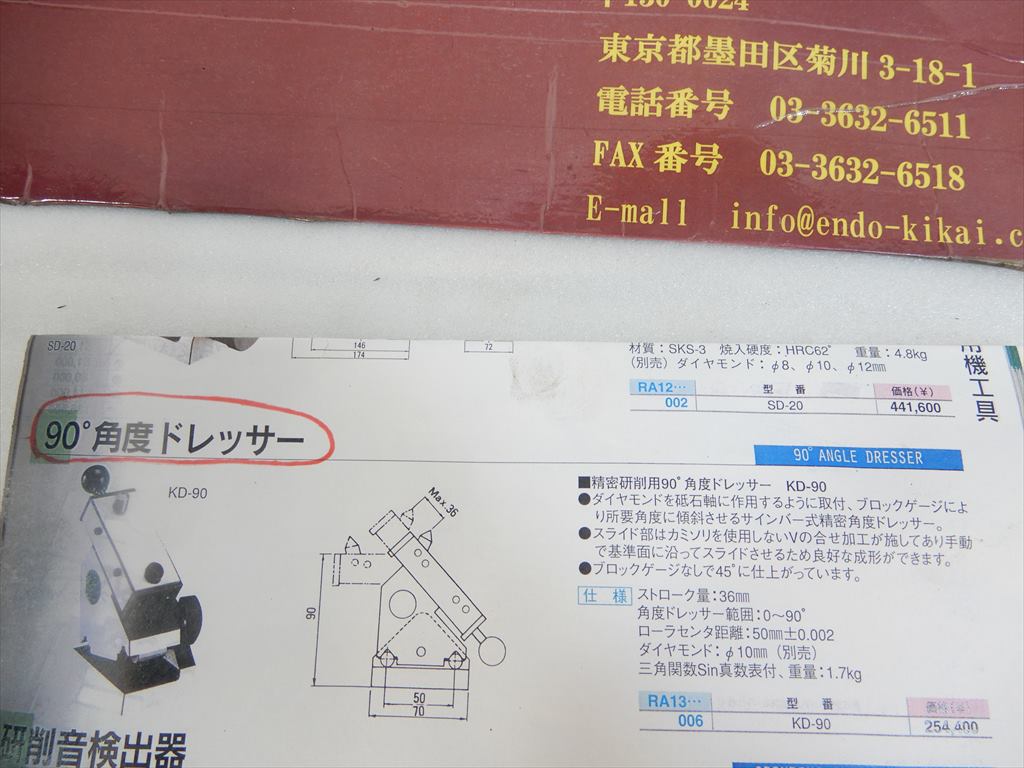 〒130-0024
東京都墨田区菊川 3-18-1
電話番号 03-3632-6511
FAX 番号 03-3632-6518
E-mall info@endo-kikai.c
SD-20
146
174
72
材質：SKS-3 焼入硬度：HRC62° 重量：4.8kg
(別売) ダイヤモンド：φ8、φ10、φ12mm
RA12… 型番 価格(¥)
002 SD-20 441,600
用機工具
90°角度ドレッサー
90° ANGLE DRESSER
KD-90
Max 36
90
50
70
■精密研削用90°角度ドレッサー KD-90
●ダイヤモンドを砥石軸に作用するように取付、ブロックゲージによ
り所要角度に傾斜させるサインバー式精密角度ドレッサー。
●スライド部はカミソリを使用しないVの合せ加工が施してあり手動
で基準面に沿ってスライドさせるため良好な成形ができます。
●ブロックゲージなしで45°に仕上がっています。
仕様 ストローク量：36mm
角度ドレッサー範囲：0～90°
ローラセンタ距離：50mm±0.002
ダイヤモンド：φ10mm (別売)
三角関数Sin真数表付、重量：1.7kg
RA13… 型番 価格(¥)
006 KD-90 254,400
研削音検出器